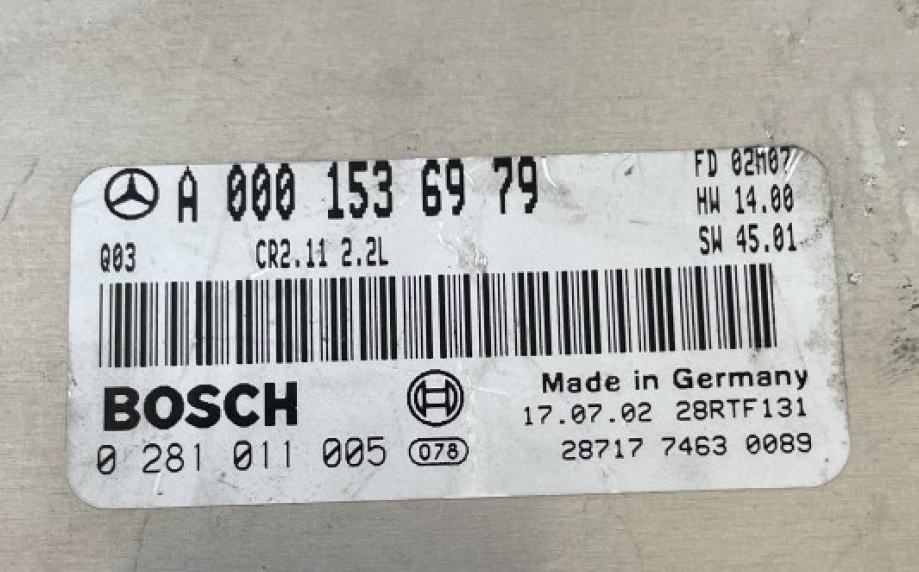 A 000 153 69 79
FD 02M07
HW 14.00
Q03 CR2.11 2.2L
SW 45.01
BOSCH
Made in Germany
17.07.02 28RTF131
0 281 011 005 078
28717 7463 0089